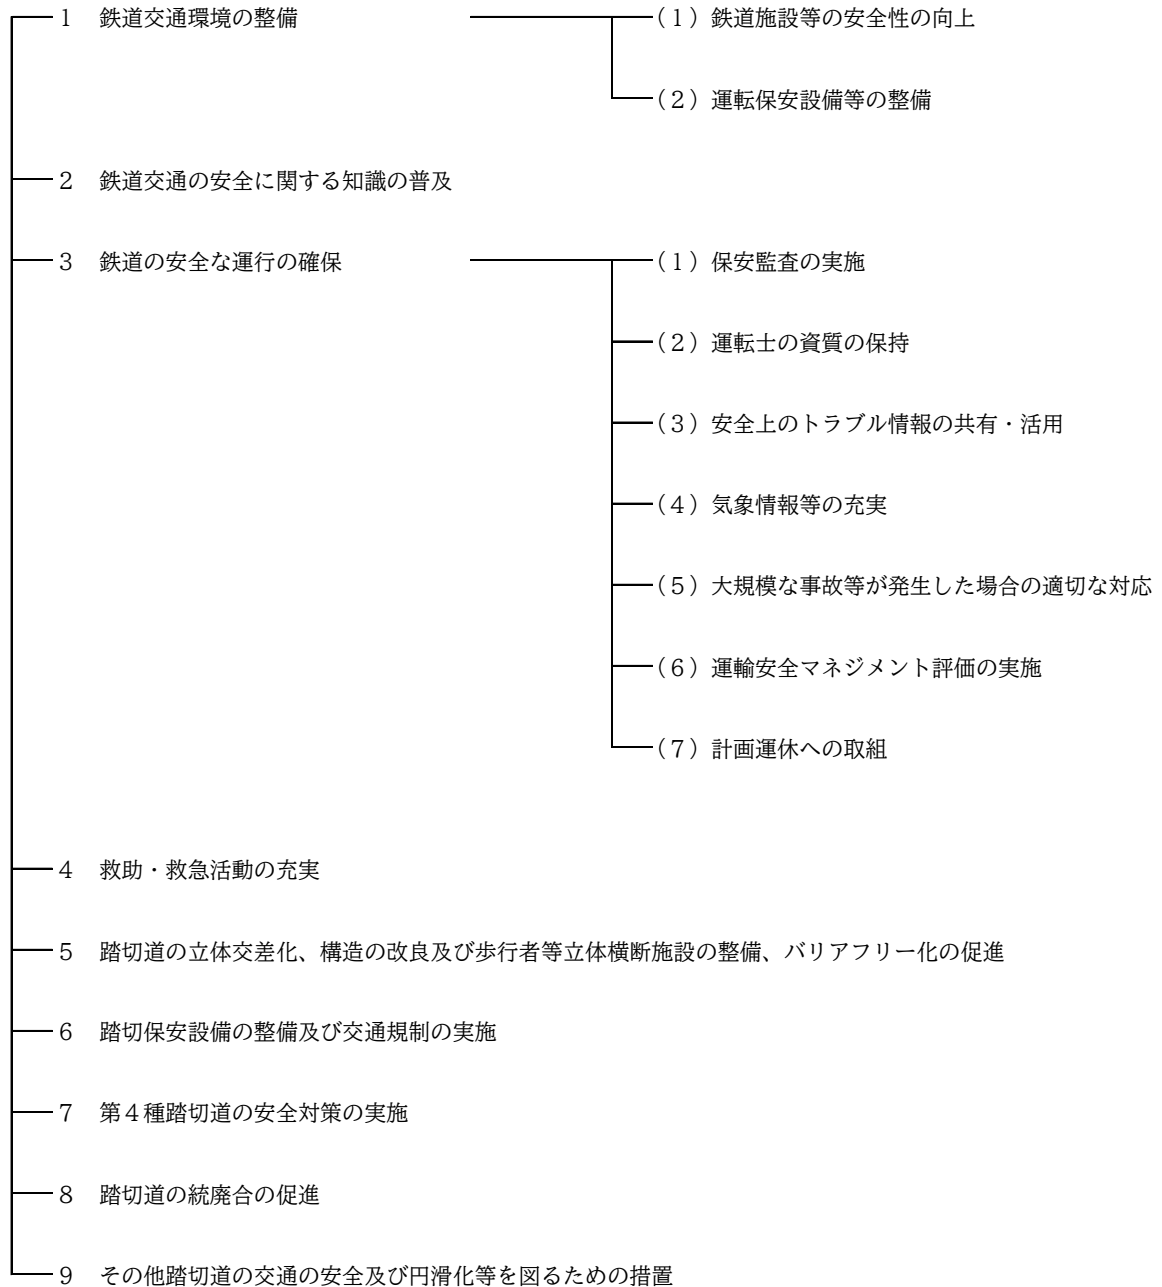 １　鉄道交通環境の整備
（１）鉄道施設等の安全性の向上
（２）運転保安設備等の整備
２　鉄道交通の安全に関する知識の普及
３　鉄道の安全な運行の確保
（１）保安監査の実施
（２）運転士の資質の保持
（３）安全上のトラブル情報の共有・活用
（４）気象情報等の充実
（５）大規模な事故等が発生した場合の適切な対応
（６）運輸安全マネジメント評価の実施
（７）計画運休への取組
４　救助・救急活動の充実
５　踏切道の立体交差化、構造の改良及び歩行者等立体横断施設の整備、バリアフリー化の促進
６　踏切保安設備の整備及び交通規制の実施
７　第４種踏切道の安全対策の実施
８　踏切道の統廃合の促進
９　その他踏切道の交通の安全及び円滑化等を図るための措置